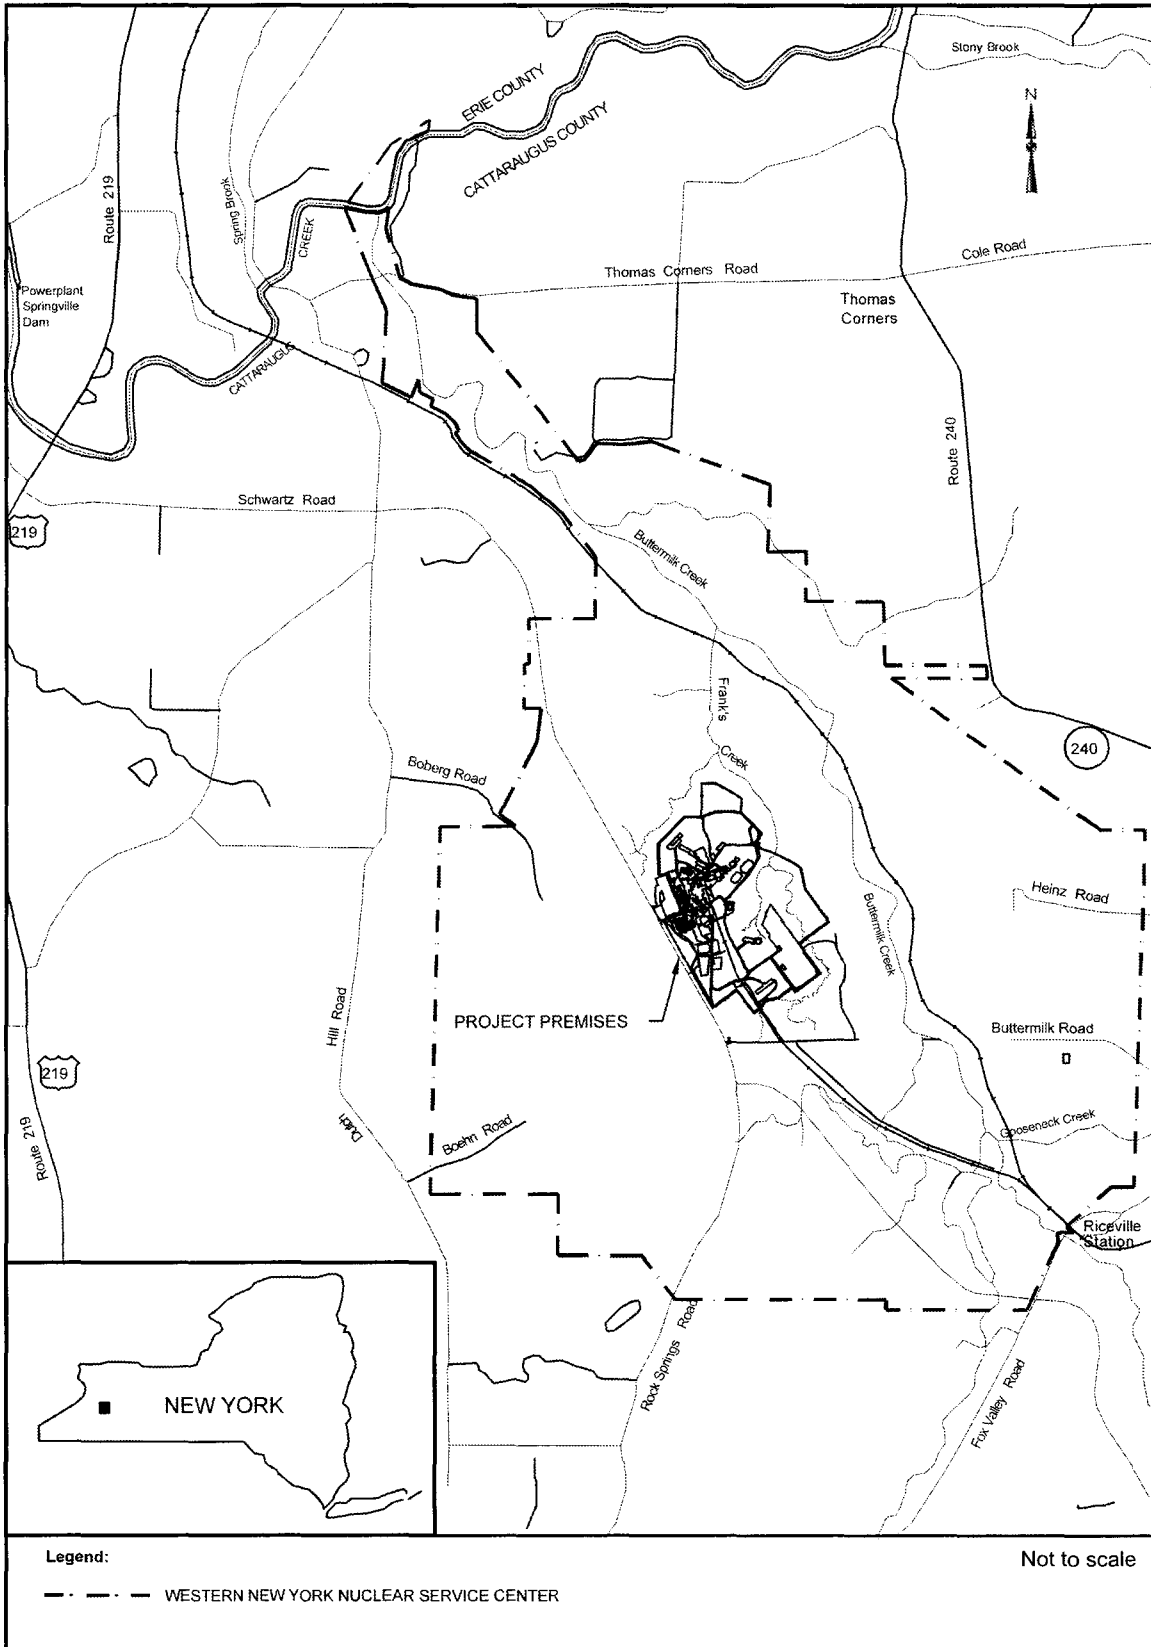 Stony Brook
N
ERIE COUNTY
CATTARAUGUS COUNTY
Route 219
Spring Brook
CREEK
Cole Road
Thomas Corners Road
Powerplant
Springville
Dam
Thomas
Corners
CATTARAUGUS
Route 240
Schwartz Road
219
Buttermilk Creek
Frank's
Creek
240
Boberg Road
Heinz Road
Buttermilk Creek
Hill Road
PROJECT PREMISES
Buttermilk Road
219
Route 219
Dutch
Boehn Road
Gooseneck Creek
Riceville
Station
Rock Springs Road
Fox Valley Road
NEW YORK
Legend:
Not to scale
WESTERN NEW YORK NUCLEAR SERVICE CENTER